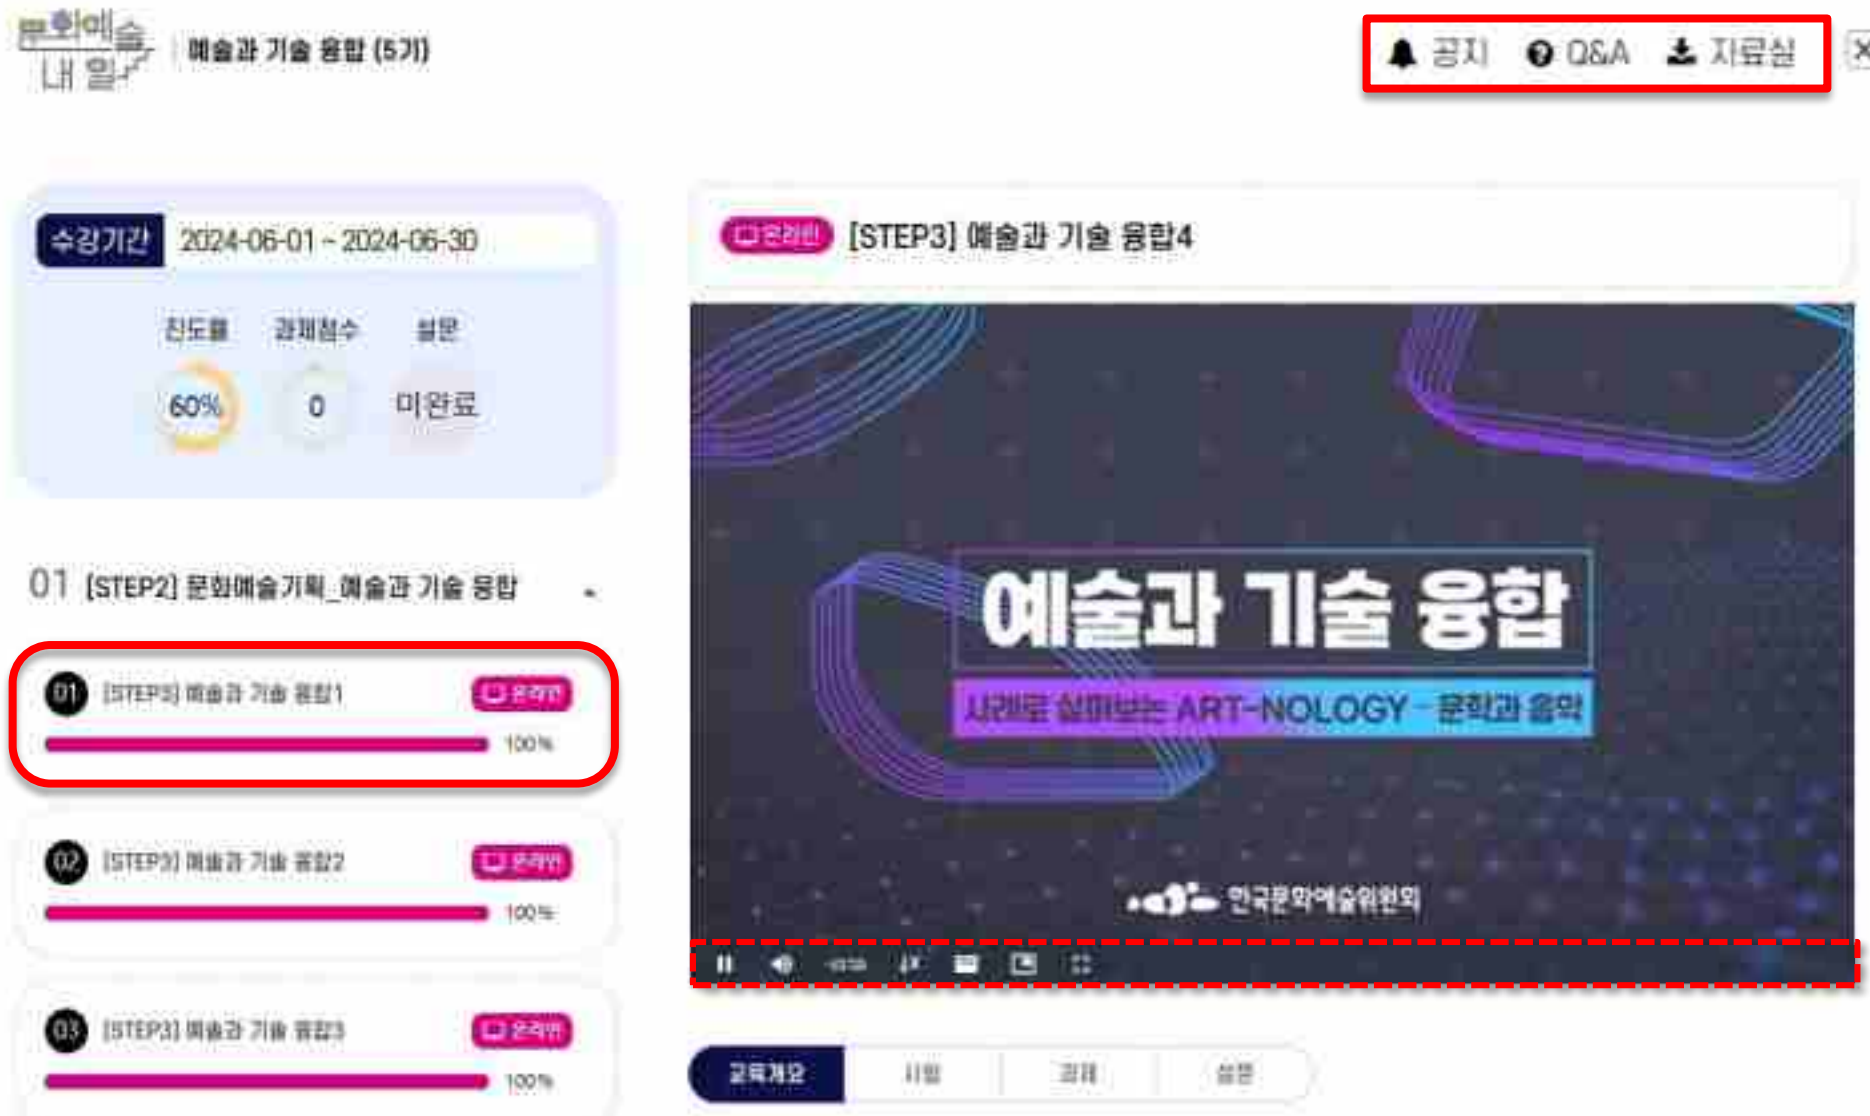 문화예술
내 일
예술과 기술 융합 (5기)
공지
Q&A
자료실
수강기간 2024-06-01 ~ 2024-06-30
진도율 과제점수 설문
60% 0 미완료
01 [STEP2] 문화예술기획_예술과 기술 융합
01 [STEP3] 예술과 기술 융합1 온라인
100%
02 [STEP3] 예술과 기술 융합2 온라인
100%
03 [STEP3] 예술과 기술 융합3 온라인
100%
온라인 [STEP3] 예술과 기술 융합4
예술과 기술 융합
사례로 살펴보는 ART-NOLOGY - 문학과 음악
한국문화예술위원회
교육개요 시험 과제 설문